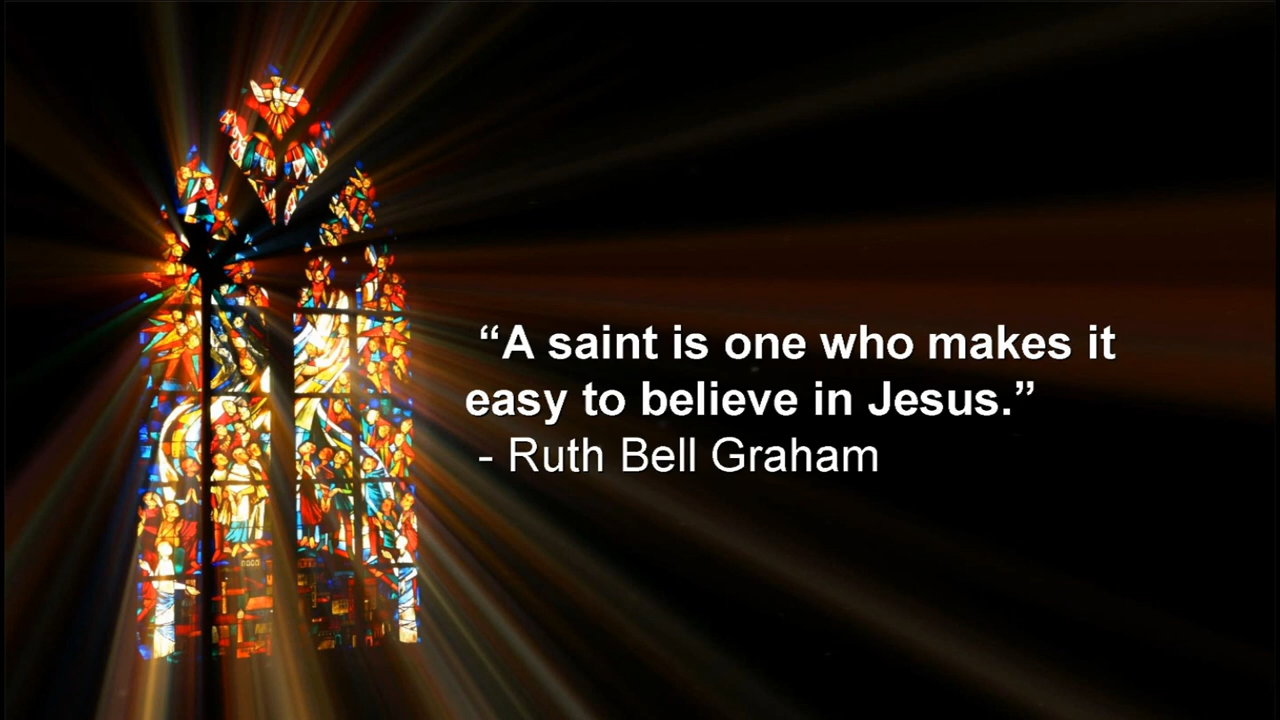 “A saint is one who makes it
easy to believe in Jesus.”
- Ruth Bell Graham